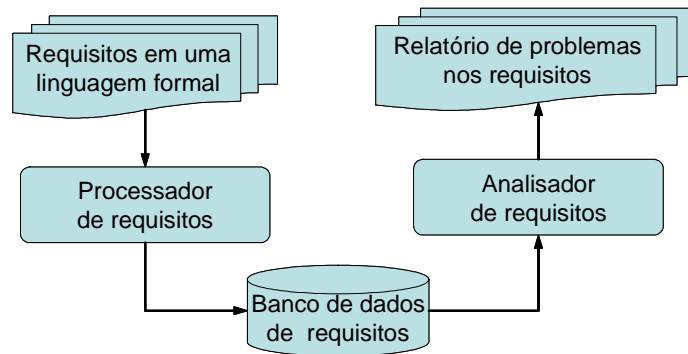 Requisitos em uma
linguagem formal
Relatório de problemas
nos requisitos
Processador
de requisitos
Analisador
de requisitos
Banco de dados
de requisitos